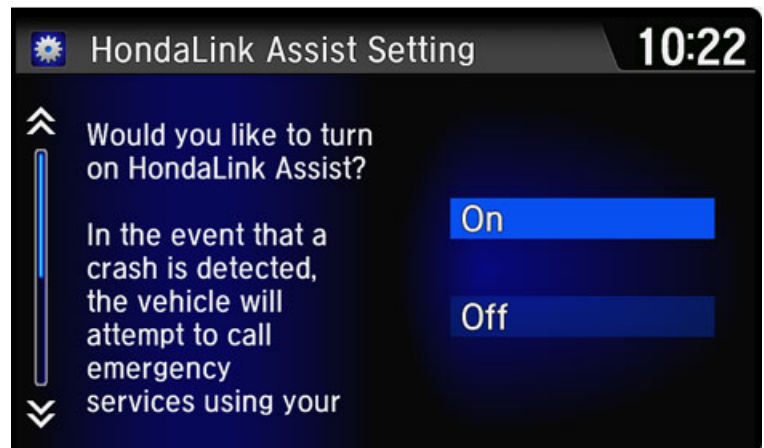 HondaLink Assist Setting
10:22
Would you like to turn
on HondaLink Assist?
In the event that a
crash is detected,
the vehicle will
attempt to call
emergency
services using your
On
Off